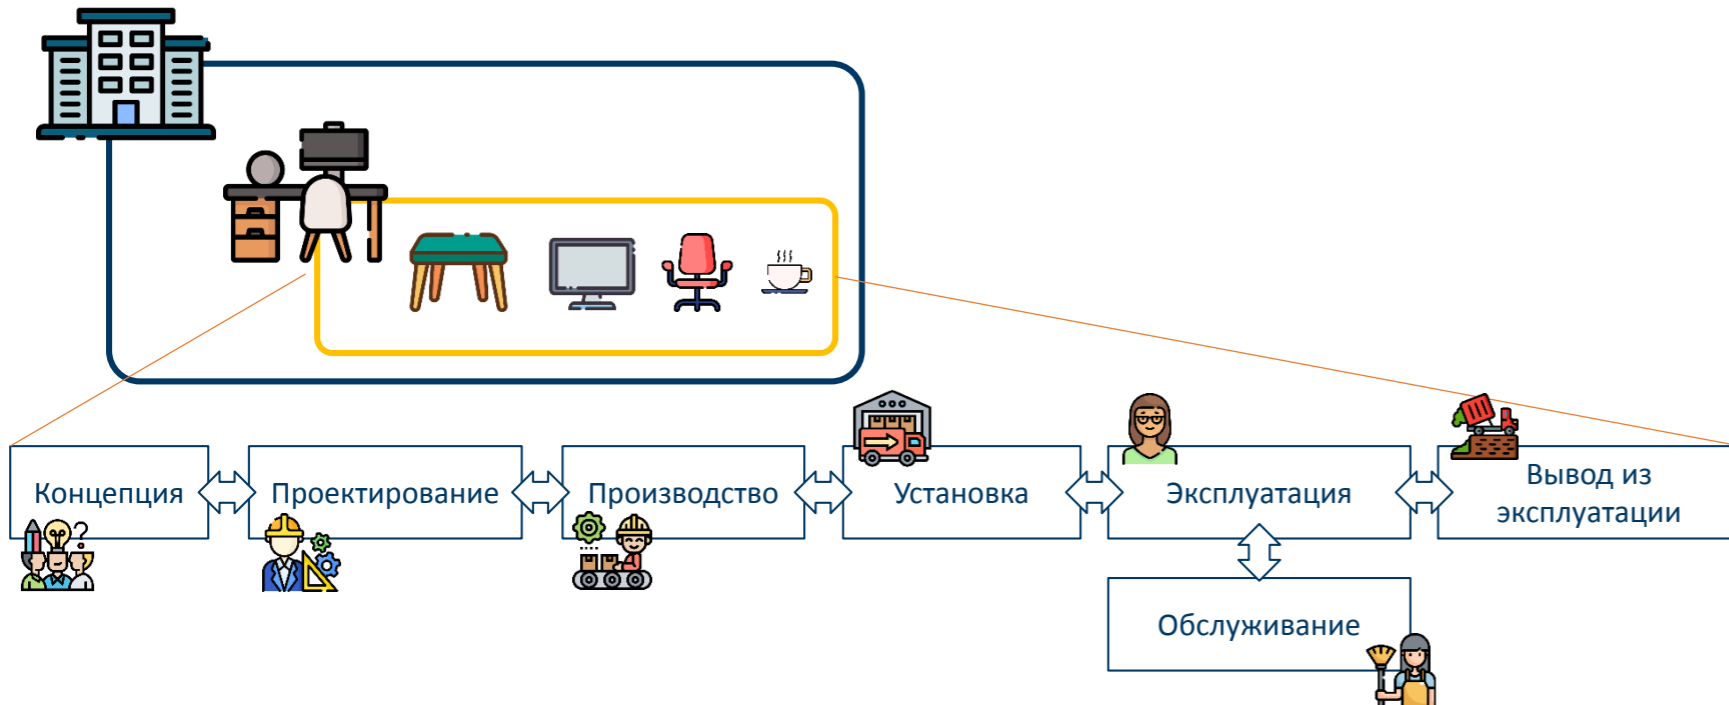 Концепция
Проектирование
Производство
Установка
Эксплуатация
Вывод из
эксплуатации
Обслуживание